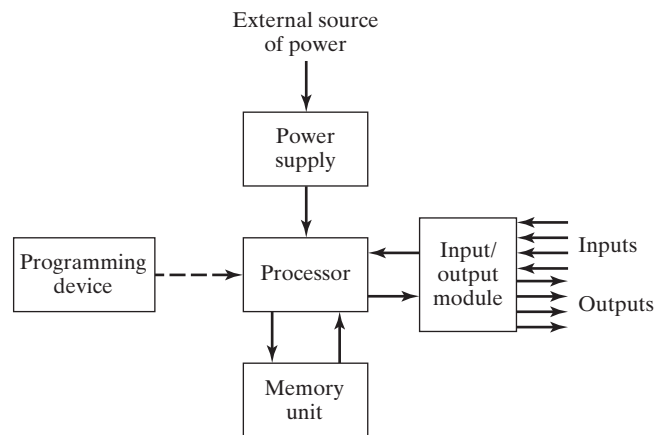 External source
of power
Power
supply
Programming
device
Processor
Input/
output
module
Inputs
Outputs
Memory
unit